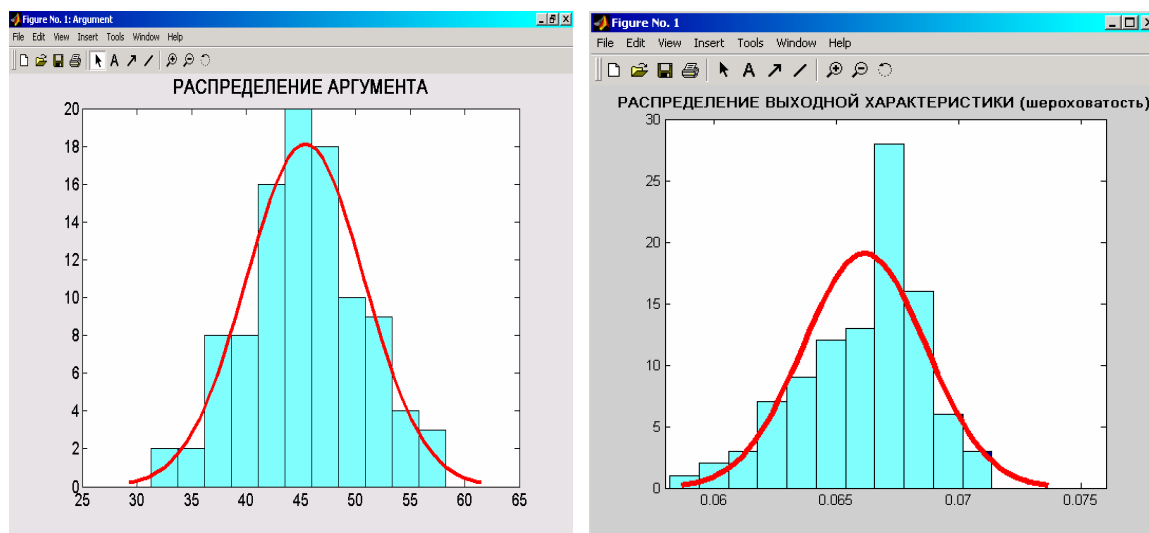 Figure No. 1: Argument
File Edit View Insert Tools Window Help
A
РАСПРЕДЕЛЕНИЕ АРГУМЕНТА
20
18
16
14
12
10
8
6
4
2
0
25 30 35 40 45 50 55 60 65
Figure No. 1
File Edit View Insert Tools Window Help
A
РАСПРЕДЕЛЕНИЕ ВЫХОДНОЙ ХАРАКТЕРИСТИКИ (шероховатость)
30
25
20
15
10
5
0
0.06 0.065 0.07 0.075